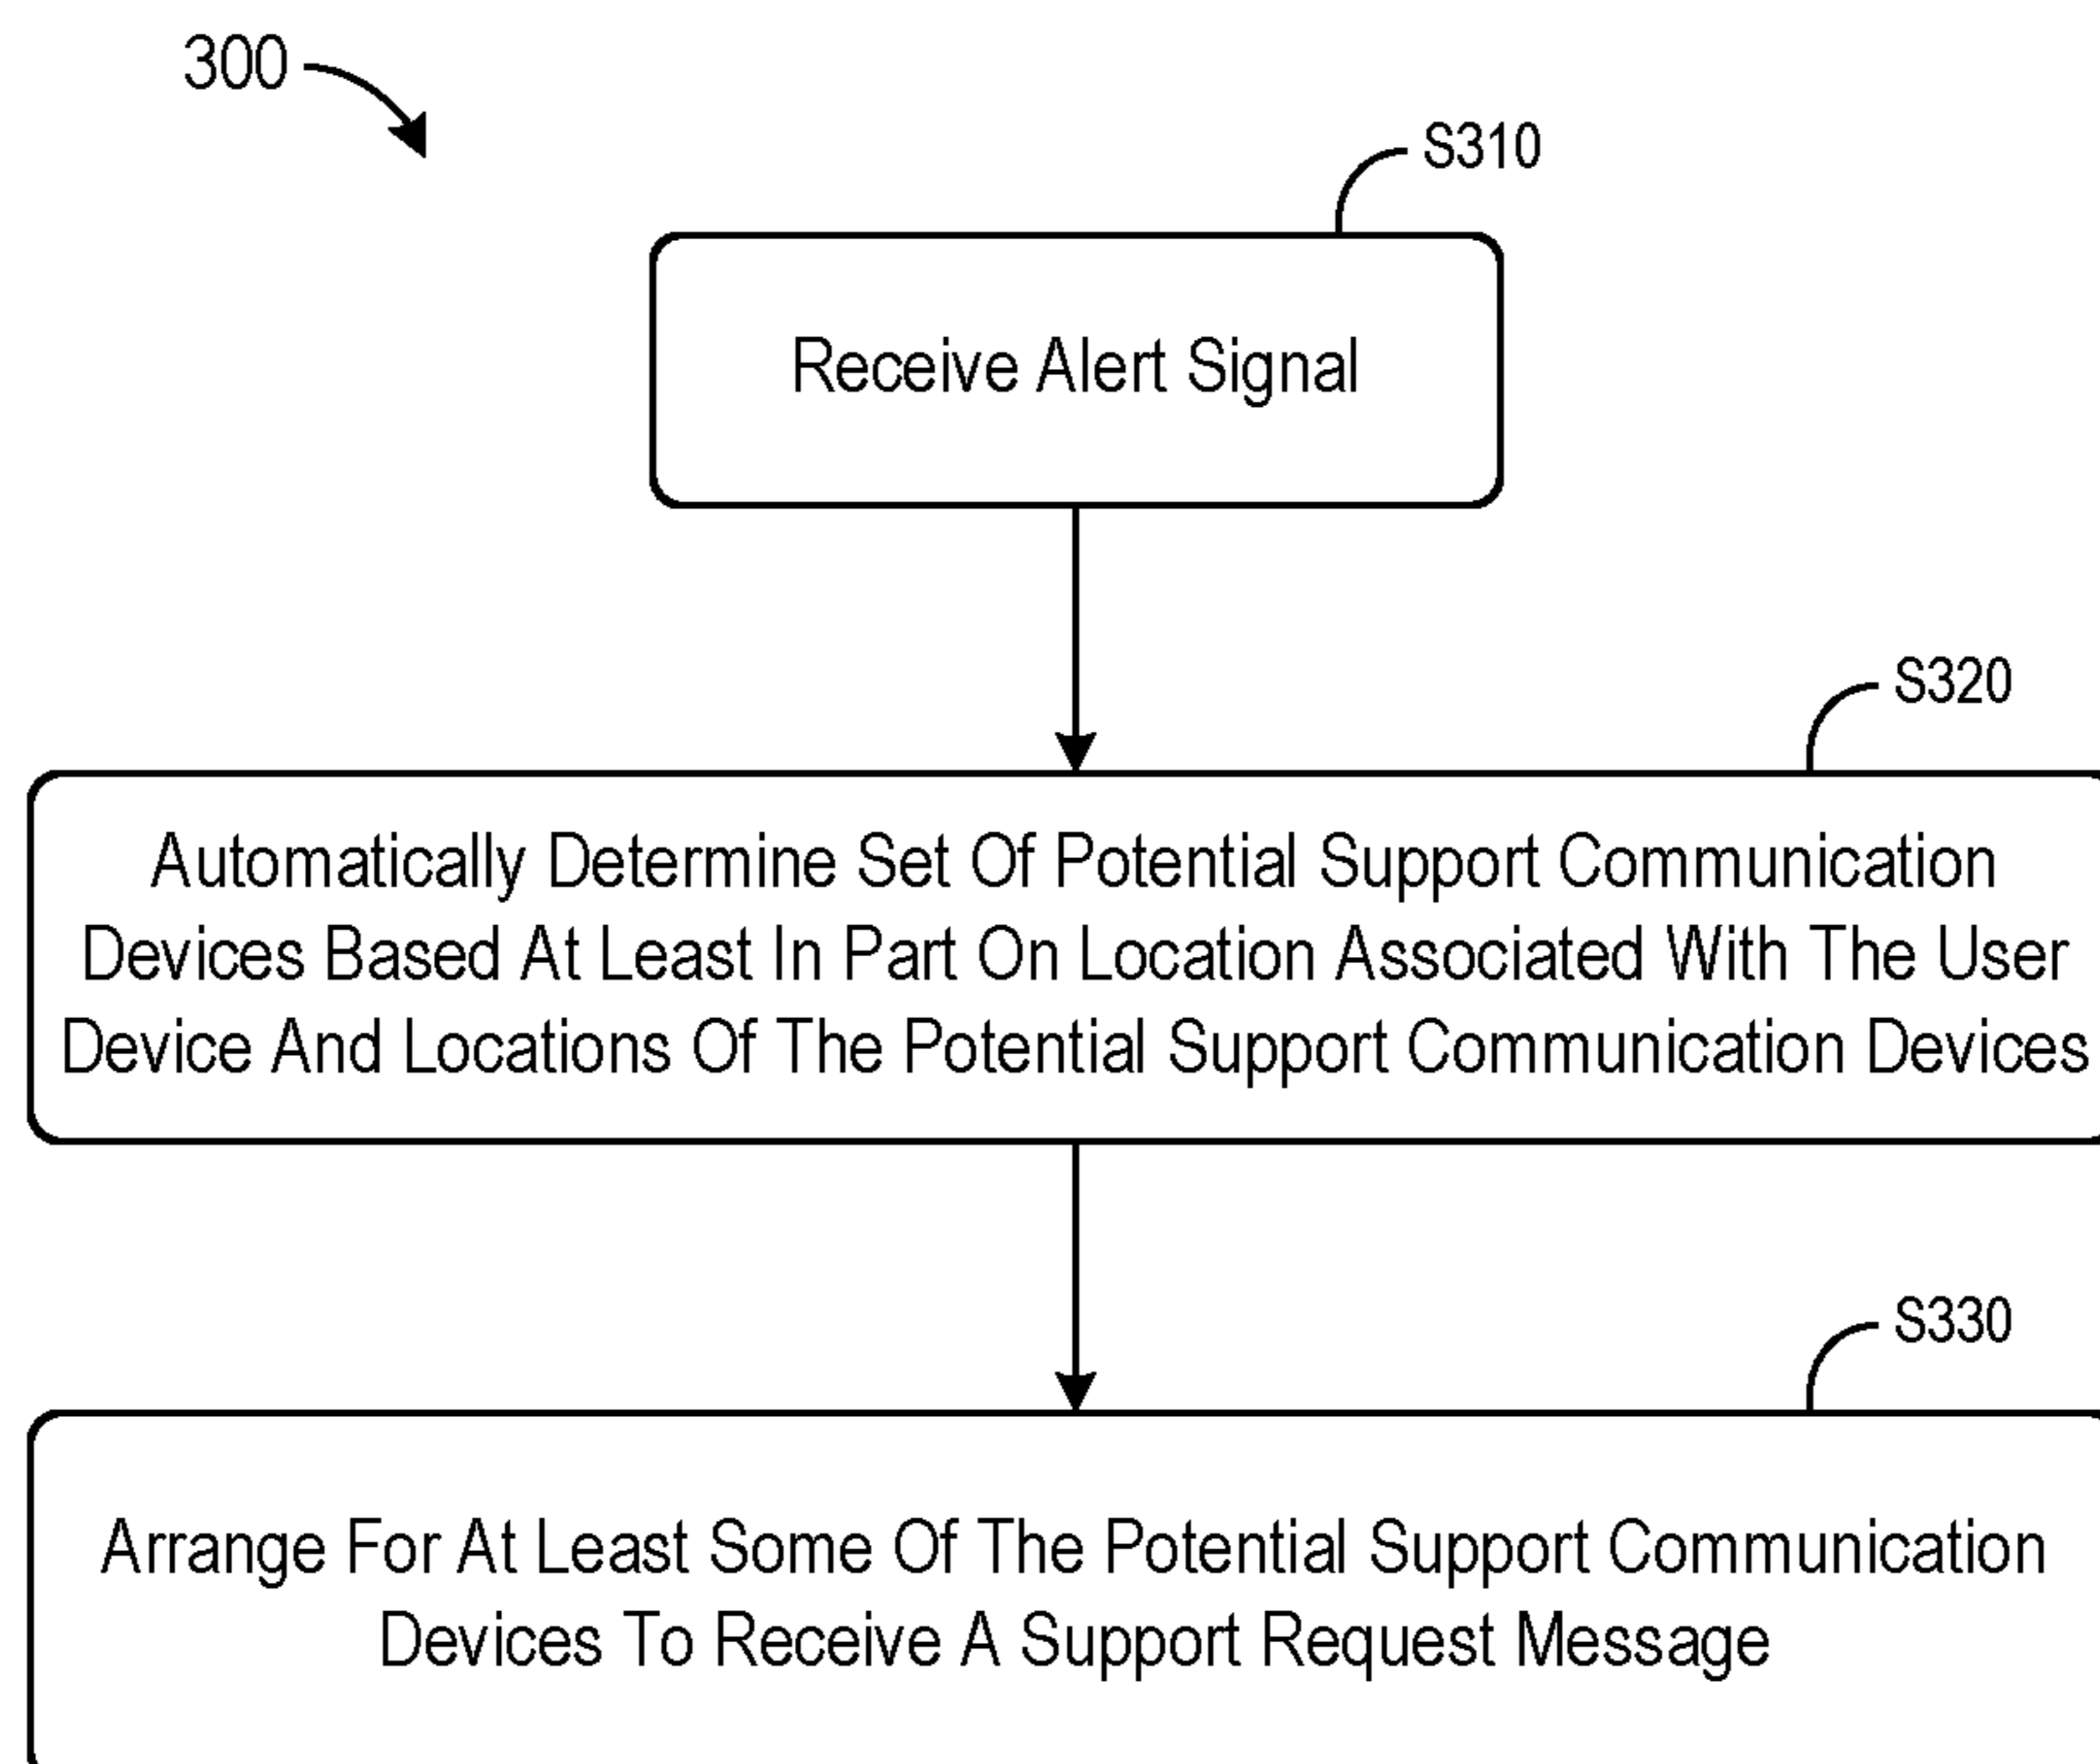 300
S310
Receive Alert Signal
S320
Automatically Determine Set Of Potential Support Communication
Devices Based At Least In Part On Location Associated With The User
Device And Locations Of The Potential Support Communication Devices
S330
Arrange For At Least Some Of The Potential Support Communication
Devices To Receive A Support Request Message